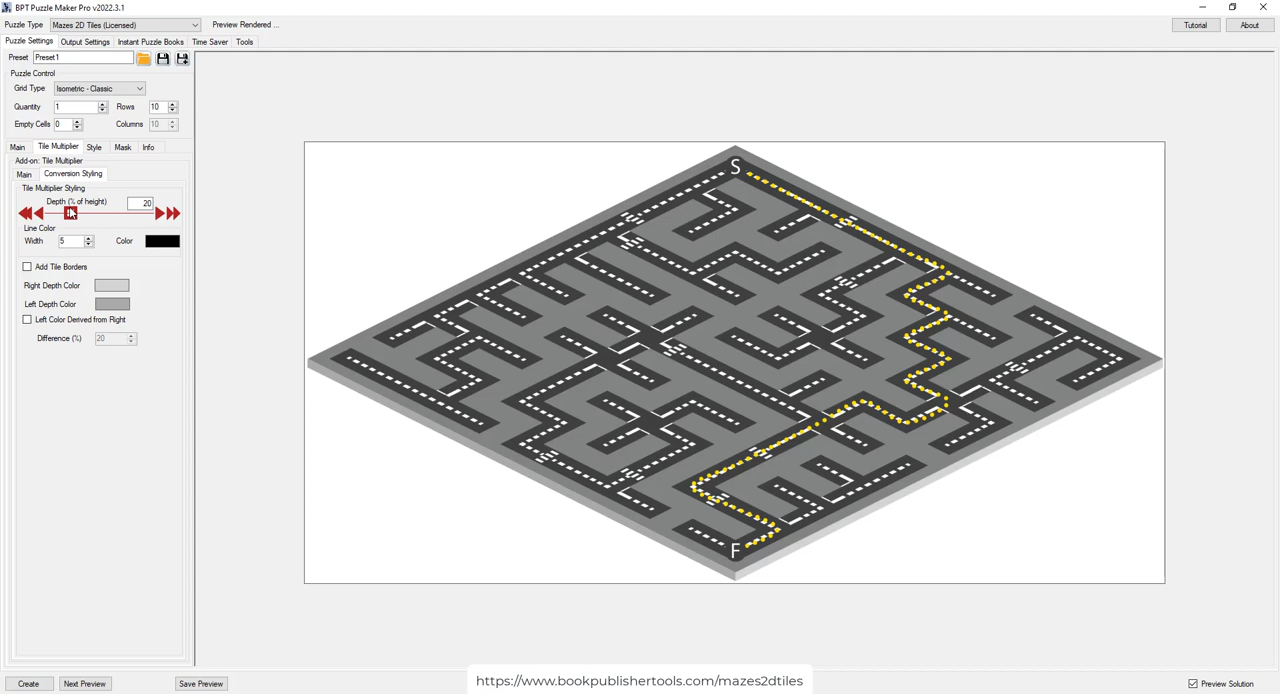 BPT Puzzle Maker Pro v2022.3.1
Puzzle Type Mazes 2D Tiles (Licensed) Preview Rendered ... Tutorial About
Puzzle Settings Output Settings Instant Puzzle Books Time Saver Tools
Preset Preset1
Puzzle Control
Grid Type Isometric - Classic
Quantity 1 Rows 10
Empty Cells 0 Columns 10
Main Tile Multiplier Style Mask Info
Add-on: Tile Multiplier
Main Conversion Styling
Tile Multiplier Styling
Depth (% of height) 20
Line Color
Width 5 Color
Add Tile Borders
Right Depth Color
Left Depth Color
Left Color Derived from Right
Difference (%) 20
S
F
Create Next Preview Save Preview Preview Solution
https://www.bookpublishertools.com/mazes2dtiles